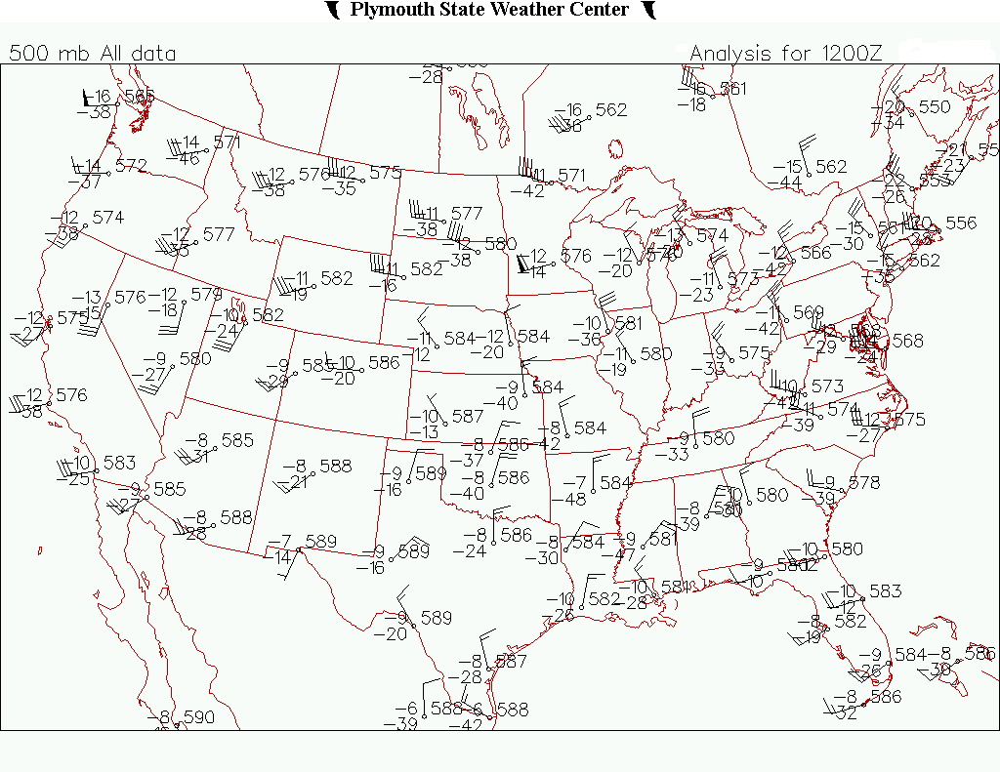 Plymouth State Weather Center
500 mb All data Analysis for 1200Z
-28
-16 565 -16 561
-38 -16 562 -18 -20 550
-36 -34
-14 571 -21
-46 -23
-14 572 -12 576 -12 575 -11 571 -15 562
-37 -38 -35 -42 -44 -22 553
-26
-12 574 -11 577 -10 556
-38 -38 -15 561
-12 577 -12 580 -13 574 -30
-35 -38 -12 576 -12 576 -12 566 -15 562
-14 -20 -42 -35
-11 582 -11 582 -11 573
-19 -16 -23
-13 576 -12 579
-15 -18
-12 575 -10 582 -10 581 -11 569
-27 -24 -36 -42
-12 584 -12 584 -29 568
-12 -20 -24
-9 580 -9 585 -10 586 -11 580 -9 575
-27 -29 -20 -19 -33
-12 576 -9 584 -10 573
-38 -40 -42
-10 587 -8 584 -11 574 -12 575
-13 -42 -39 -27
-8 585 -8 586 -9 580
-31 -37 -33
-10 583 -8 588 -9 589 -8 586 -7 584 -9 578
-25 -21 -16 -40 -48 -39
-9 585 -10 580
-27 -8 581 -30
-39
-8 588 -7 589 -9 589 -8 586 -8 584 -9 581
-28 -14 -16 -24 -30 -47
-10 580
-9 580
-10
-10 582 -10 581 -10 583
-26 -28 -12
-9 589 -8 582
-20 -19
-8 587 -9 584 -8 586
-28 -26 -30
-6 588 -6 588 -8 586
-39 -42 -32
-8 590